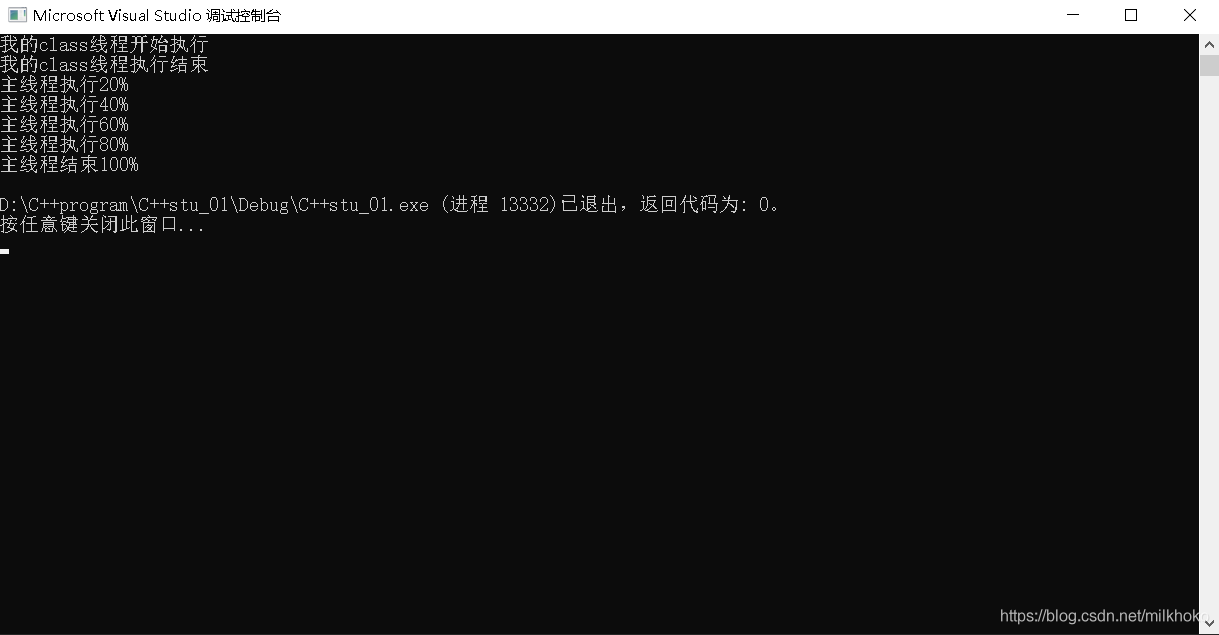 Microsoft Visual Studio 调试控制台
我的class线程开始执行
我的class线程执行结束
主线程执行20%
主线程执行40%
主线程执行60%
主线程执行80%
主线程结束100%
D:\C++program\C++stu_01\Debug\C++stu_01.exe (进程 13332)已退出，返回代码为: 0。
按任意键关闭此窗口...
https://blog.csdn.net/milkhok